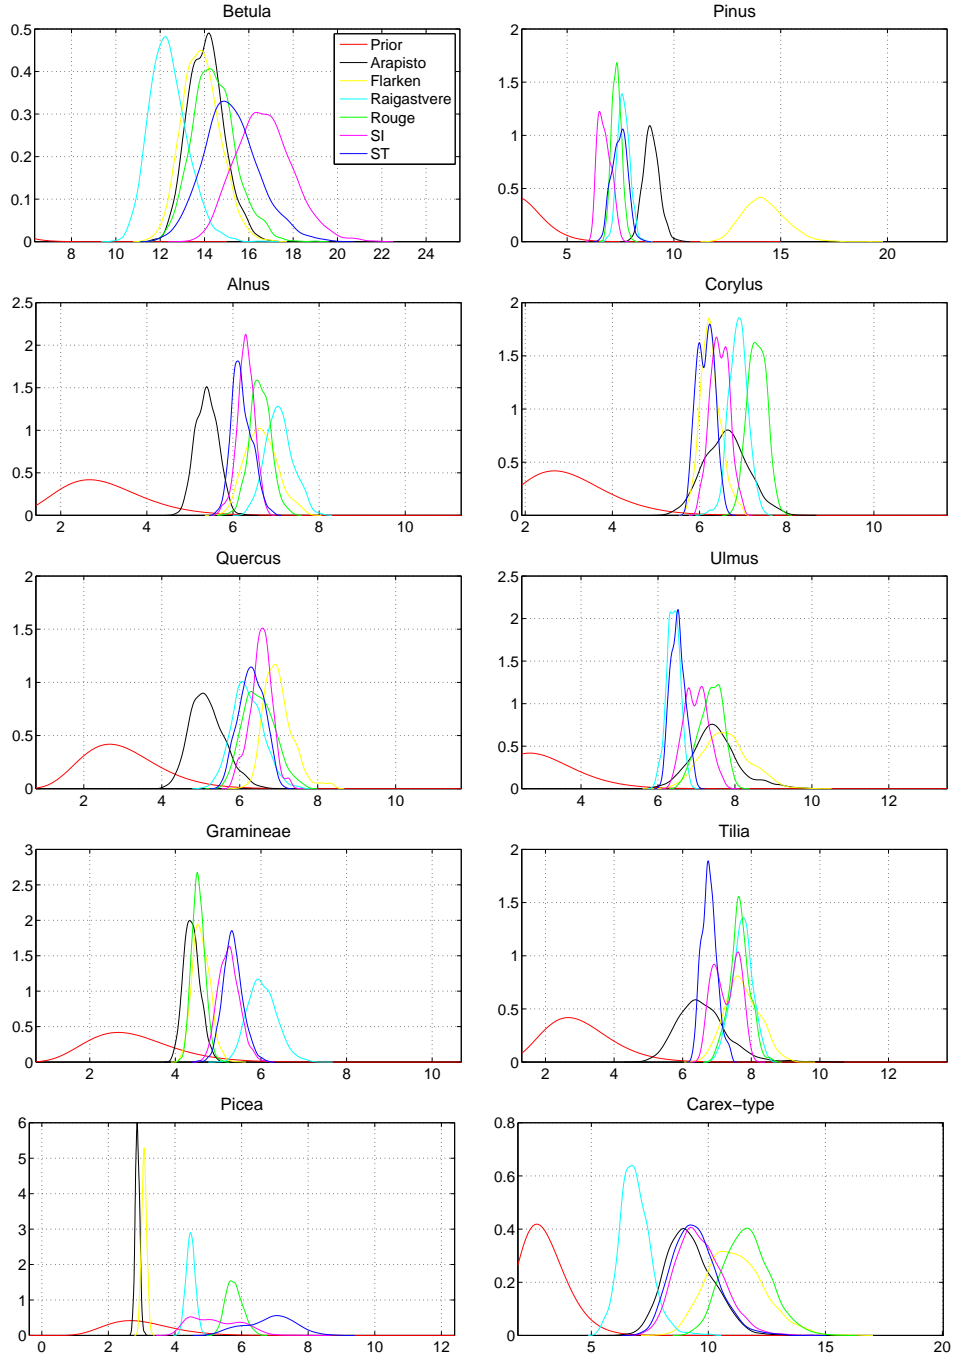 Betula
0.5
0.4
0.3
0.2
0.1
0
8 10 12 14 16 18 20 22 24
Prior
Arapisto
Flarken
Raigastvere
Rouge
SI
ST
Pinus
2
1.5
1
0.5
0
5 10 15 20
Alnus
2.5
2
1.5
1
0.5
0
2 4 6 8 10
Corylus
2
1.5
1
0.5
0
2 4 6 8 10
Quercus
2
1.5
1
0.5
0
2 4 6 8 10
Ulmus
2.5
2
1.5
1
0.5
0
4 6 8 10 12
Gramineae
3
2.5
2
1.5
1
0.5
0
2 4 6 8 10
Tilia
2
1.5
1
0.5
0
2 4 6 8 10 12
Picea
6
5
4
3
2
1
0
0 2 4 6 8 10 12
Carex−type
0.8
0.6
0.4
0.2
0
5 10 15 20